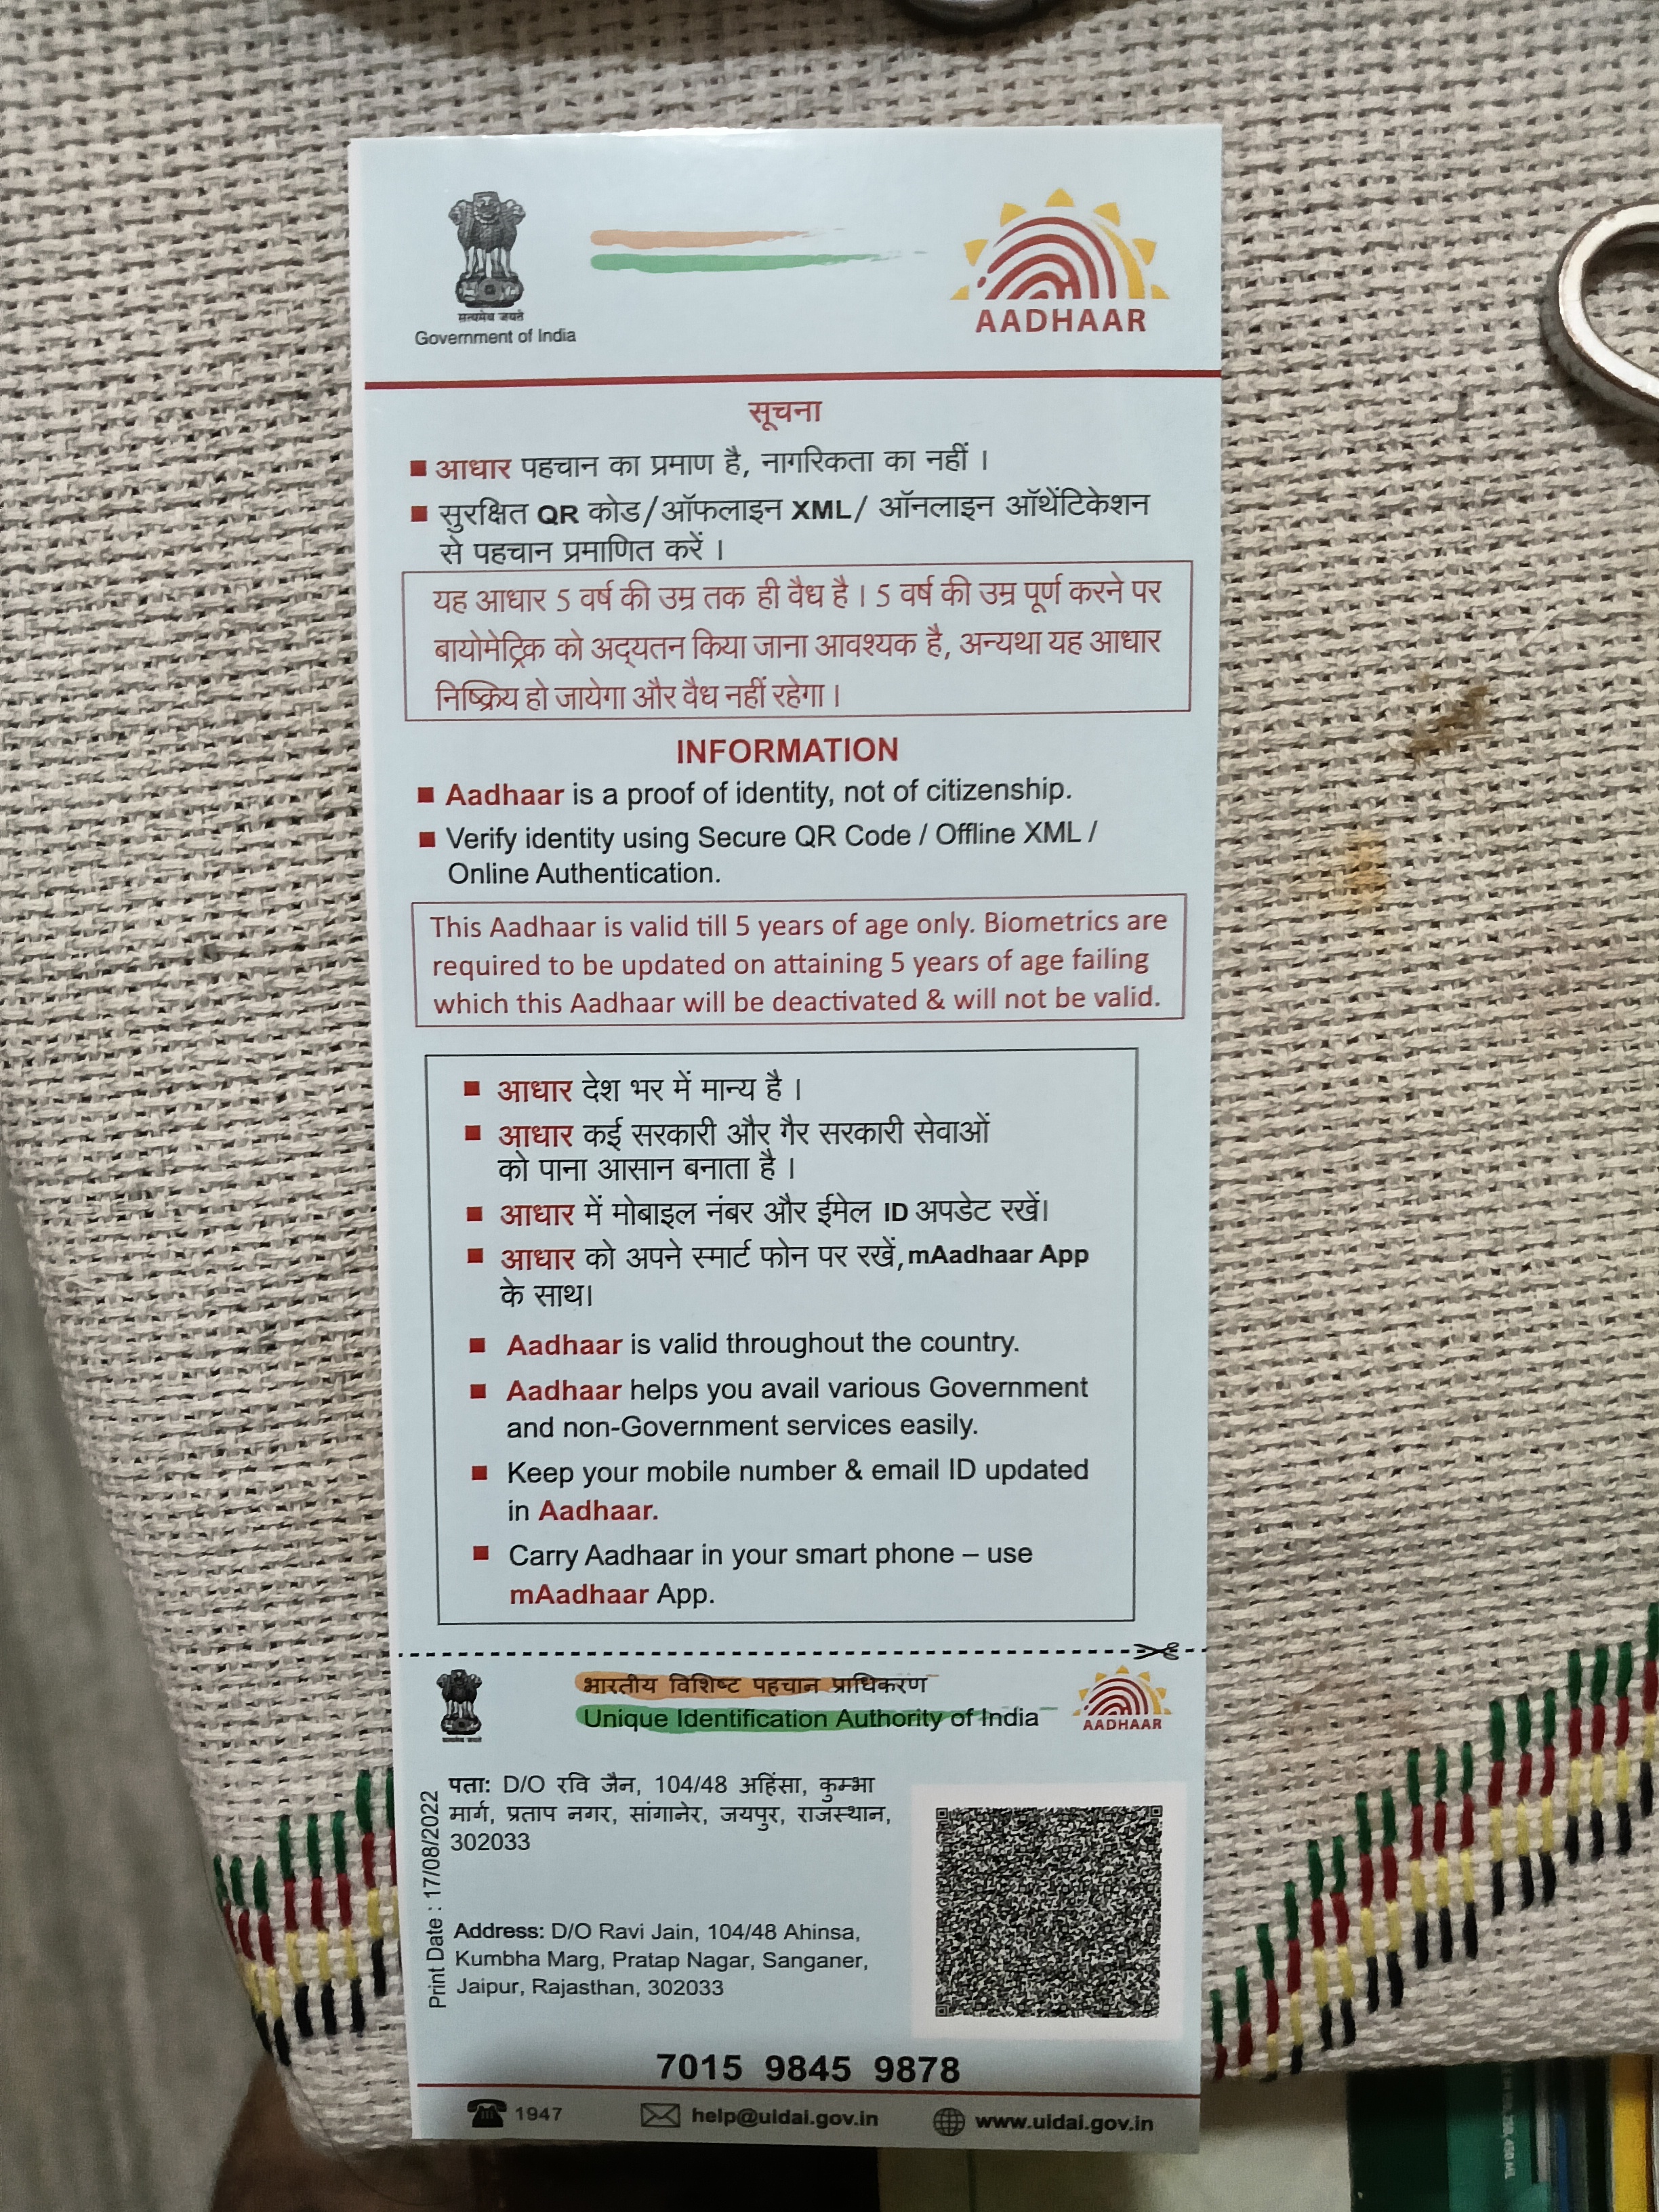 सत्यमेव जयते
Government of India
AADHAAR
सूचना
■ आधार पहचान का प्रमाण है, नागरिकता का नहीं ।
■ सुरक्षित QR कोड/ऑफलाइन XML/ ऑनलाइन ऑथेंटिकेशन
से पहचान प्रमाणित करें ।
यह आधार 5 वर्ष की उम्र तक ही वैध है । 5 वर्ष की उम्र पूर्ण करने पर
बायोमेट्रिक को अद्यतन किया जाना आवश्यक है, अन्यथा यह आधार
निष्क्रिय हो जायेगा और वैध नहीं रहेगा ।
INFORMATION
■ Aadhaar is a proof of identity, not of citizenship.
■ Verify identity using Secure QR Code / Offline XML /
Online Authentication.
This Aadhaar is valid till 5 years of age only. Biometrics are
required to be updated on attaining 5 years of age failing
which this Aadhaar will be deactivated & will not be valid.
■ आधार देश भर में मान्य है ।
■ आधार कई सरकारी और गैर सरकारी सेवाओं
को पाना आसान बनाता है ।
■ आधार में मोबाइल नंबर और ईमेल ID अपडेट रखें।
■ आधार को अपने स्मार्ट फोन पर रखें, mAadhaar App
के साथ।
■ Aadhaar is valid throughout the country.
■ Aadhaar helps you avail various Government
and non-Government services easily.
■ Keep your mobile number & email ID updated
in Aadhaar.
■ Carry Aadhaar in your smart phone – use
mAadhaar App.
सत्यमेव जयते
भारतीय विशिष्ट पहचान प्राधिकरण
Unique Identification Authority of India
AADHAAR
Print Date : 17/08/2022
पता: D/O रवि जैन, 104/48 अहिंसा, कुम्भा
मार्ग, प्रताप नगर, सांगानेर, जयपुर, राजस्थान,
302033
Address: D/O Ravi Jain, 104/48 Ahinsa,
Kumbha Marg, Pratap Nagar, Sanganer,
Jaipur, Rajasthan, 302033
7015 9845 9878
1947
help@uidai.gov.in
www.uidai.gov.in